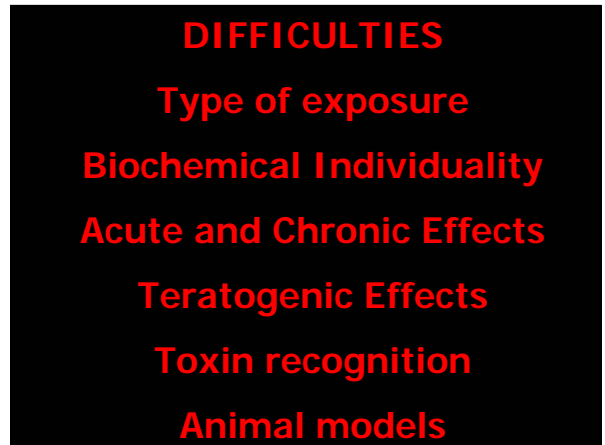 DIFFICULTIES
Type of exposure
Biochemical Individuality
Acute and Chronic Effects
Teratogenic Effects
Toxin recognition
Animal models